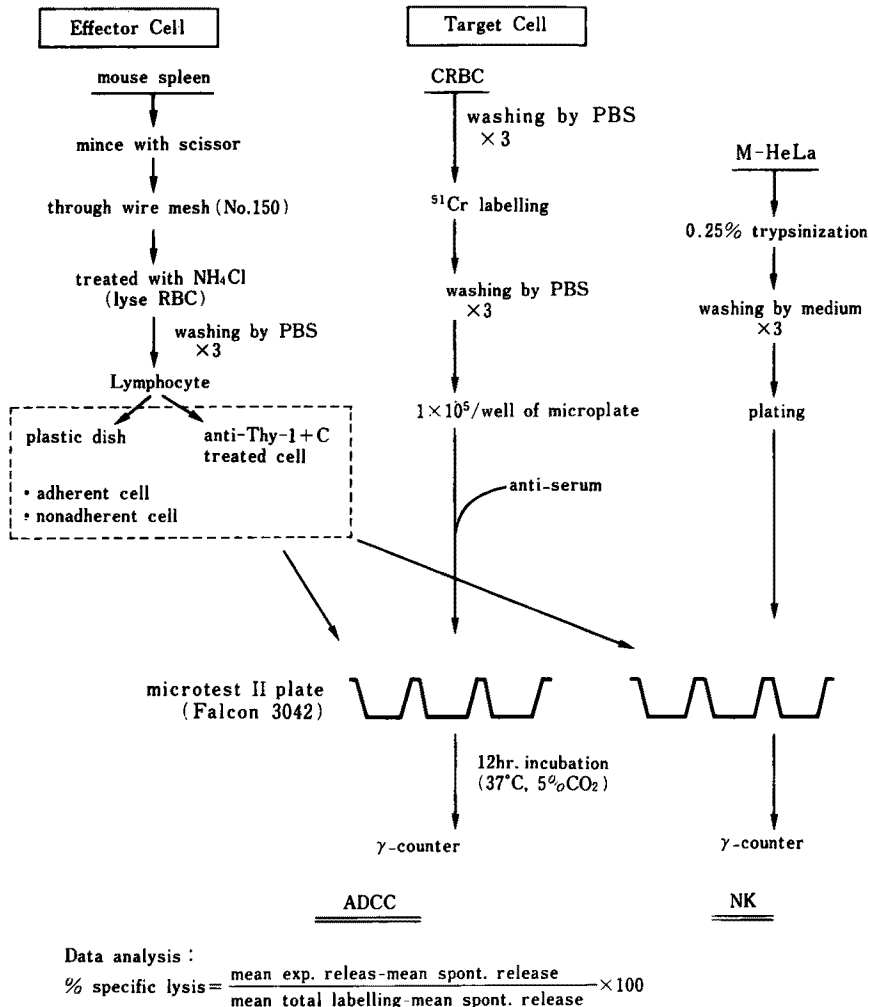 Effector Cell
mouse spleen
mince with scissor
through wire mesh (No.150)
treated with NH₄Cl
(lyse RBC)
washing by PBS
×3
Lymphocyte
plastic dish
anti-Thy-1+C
treated cell
• adherent cell
• nonadherent cell
Target Cell
CRBC
washing by PBS
×3
⁵¹Cr labelling
washing by PBS
×3
1×10⁵/well of microplate
anti-serum
M-HeLa
0.25% trypsinization
washing by medium
×3
plating
microtest II plate
(Falcon 3042)
12hr. incubation
(37°C, 5%CO₂)
γ-counter
γ-counter
ADCC
NK
Data analysis :
% specific lysis = mean exp. releas-mean spont. release
mean total labelling-mean spont. release ×100